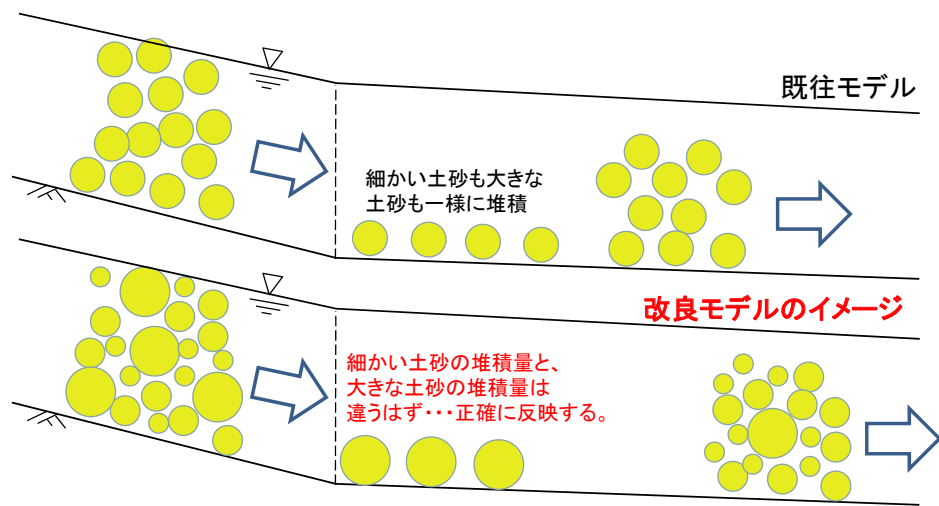 既往モデル
細かい土砂も大きな
土砂も一様に堆積
改良モデルのイメージ
細かい土砂の堆積量と、
大きな土砂の堆積量は
違うはず・・・正確に反映する。